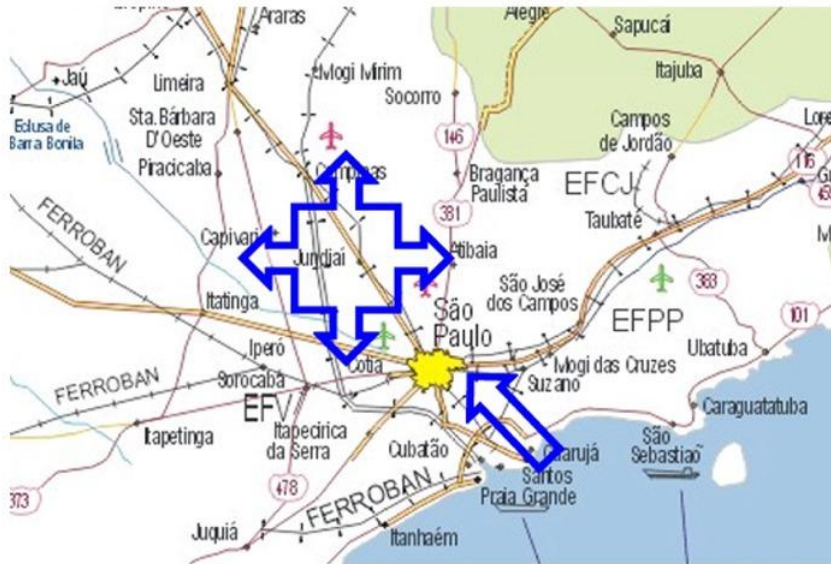 Araras
Alegre
Sapucaí
Jaú
Limeira
Mogi Mirim
Itajuba
Socorro
Eclusa de
Barra Bonila
Sta. Bárbara
D'Oeste
Campos
de Jordão
146
116
Piracicaba
Campinas
Bragança
Paulista
EFCJ
381
Taubaté
FERROBAN
Capivari
Jundiaí
Atibaia
383
São José
dos Campos
São
Paulo
101
Itatinga
EFPP
Iperó
Ubatuba
FERROBAN
Sorocaba
Cotia
Mogi das Cruzes
Suzano
EFV
Caraguatatuba
Itapetinga
Itapecirica
da Serra
Cubatão
Guarujá
São
Sebastiaõ
Santos
Praia Grande
373
478
FERROBAN
Juquiá
Itanhaém